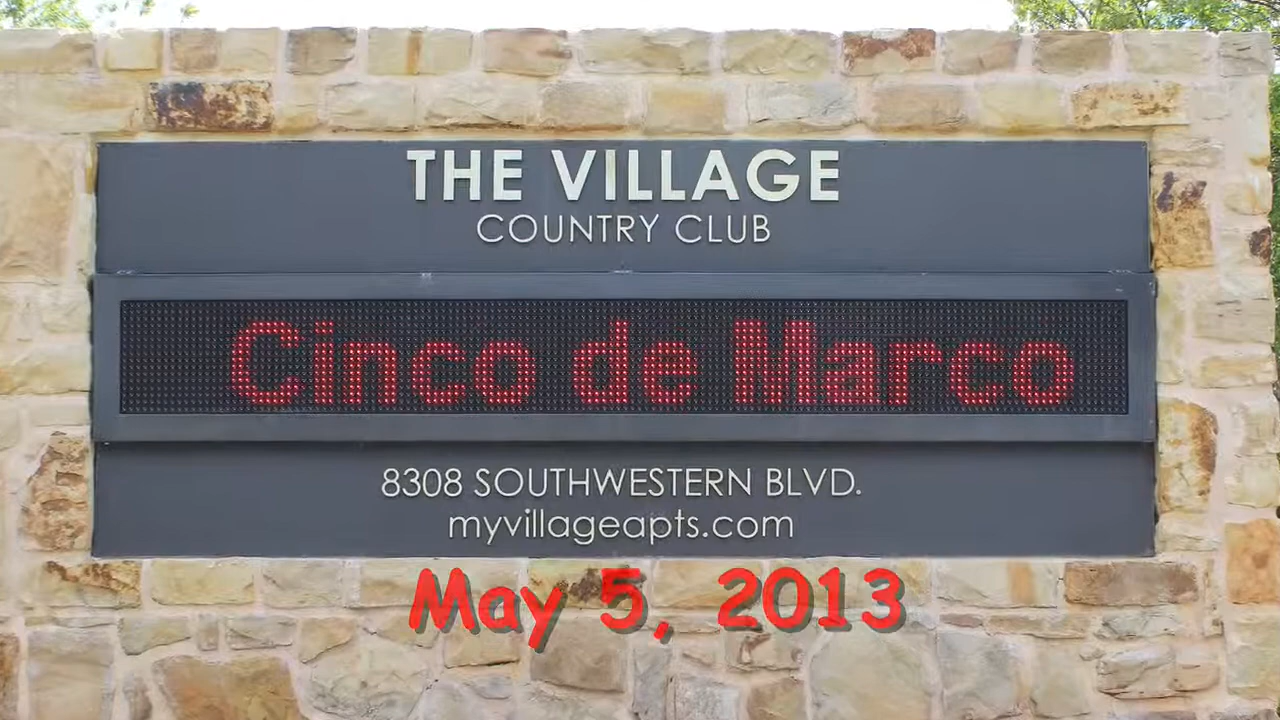 THE VILLAGE
COUNTRY CLUB
Cinco de Marco
8308 SOUTHWESTERN BLVD.
myvillageapts.com
May 5, 2013